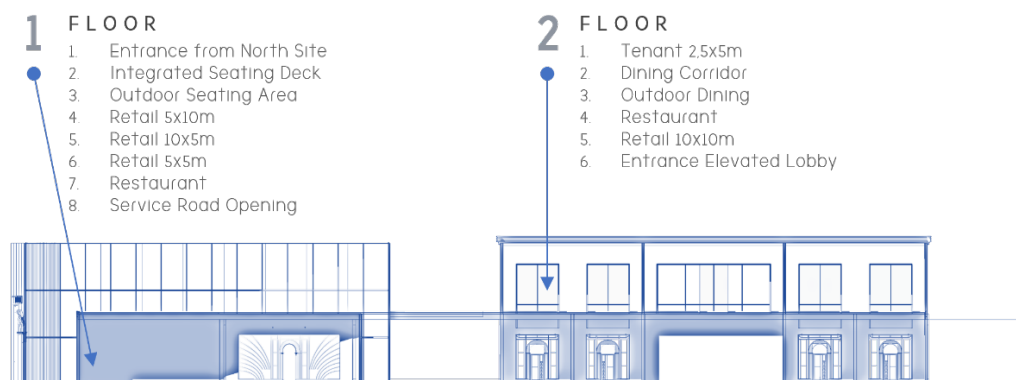 1 FLOOR
1. Entrance from North Site
2. Integrated Seating Deck
3. Outdoor Seating Area
4. Retail 5x10m
5. Retail 10x5m
6. Retail 5x5m
7. Restaurant
8. Service Road Opening
2 FLOOR
1. Tenant 2,5x5m
2. Dining Corridor
3. Outdoor Dining
4. Restaurant
5. Retail 10x10m
6. Entrance Elevated Lobby